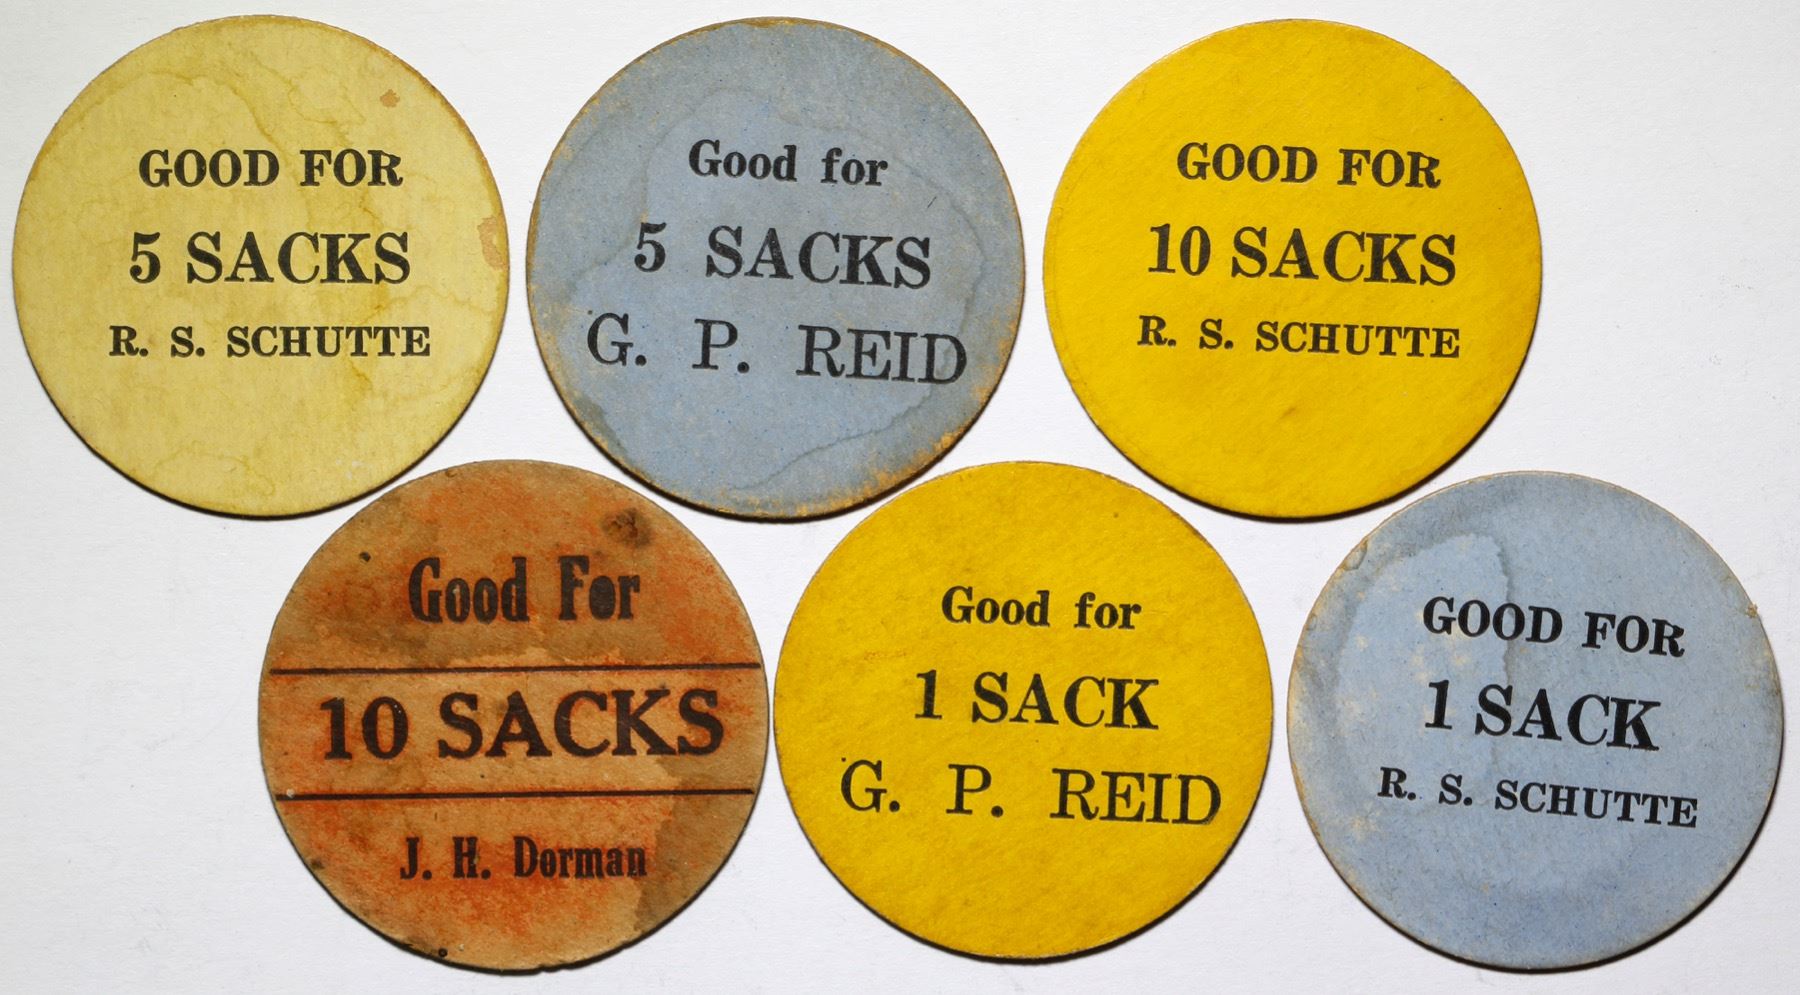 GOOD FOR
5 SACKS
R. S. SCHUTTE
Good for
5 SACKS
G. P. REID
GOOD FOR
10 SACKS
R. S. SCHUTTE
Good For
10 SACKS
J. H. Dorman
Good for
1 SACK
G. P. REID
GOOD FOR
1 SACK
R. S. SCHUTTE